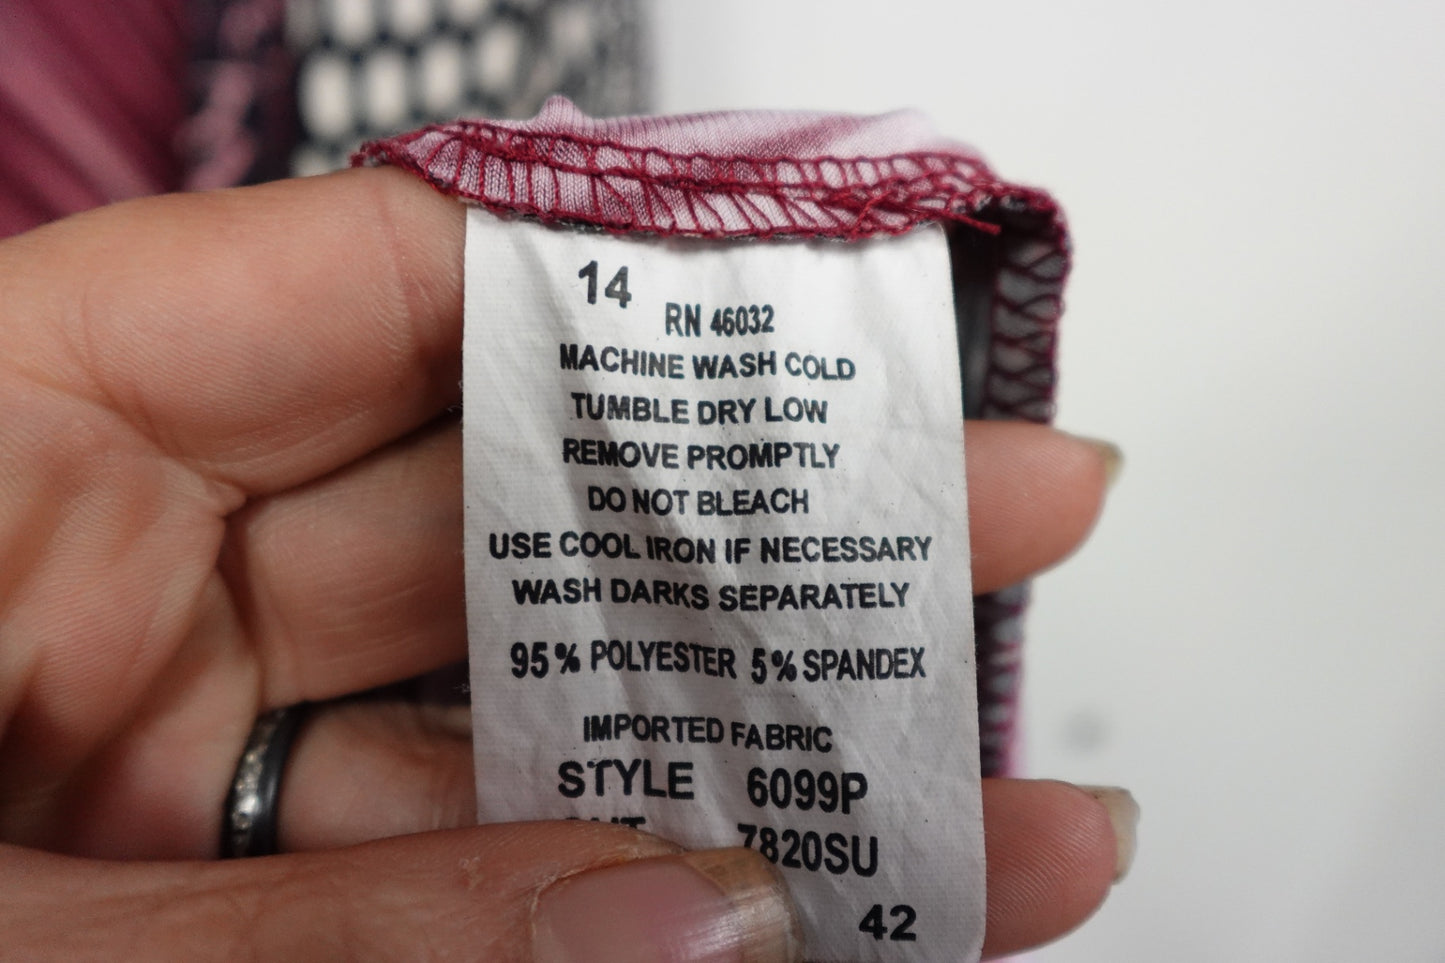 14
RN 46032
MACHINE WASH COLD
TUMBLE DRY LOW
REMOVE PROMPTLY
DO NOT BLEACH
USE COOL IRON IF NECESSARY
WASH DARKS SEPARATELY
95% POLYESTER 5% SPANDEX
IMPORTED FABRIC
STYLE 6099P
7820SU
42